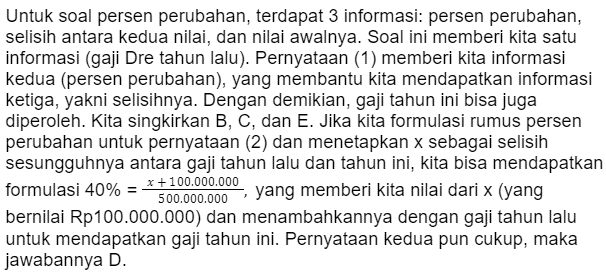 Untuk soal persen perubahan, terdapat 3 informasi: persen perubahan,
selisih antara kedua nilai, dan nilai awalnya. Soal ini memberi kita satu
informasi (gaji Dre tahun lalu). Pernyataan (1) memberi kita informasi
kedua (persen perubahan), yang membantu kita mendapatkan informasi
ketiga, yakni selisihnya. Dengan demikian, gaji tahun ini bisa juga
diperoleh. Kita singkirkan B, C, dan E. Jika kita formulasi rumus persen
perubahan untuk pernyataan (2) dan menetapkan x sebagai selisih
sesungguhnya antara gaji tahun lalu dan tahun ini, kita bisa mendapatkan
formulasi 40% = \frac{x + 100.000.000}{500.000.000}, yang memberi kita nilai dari x (yang
bernilai Rp100.000.000) dan menambahkannya dengan gaji tahun lalu
untuk mendapatkan gaji tahun ini. Pernyataan kedua pun cukup, maka
jawabannya D.